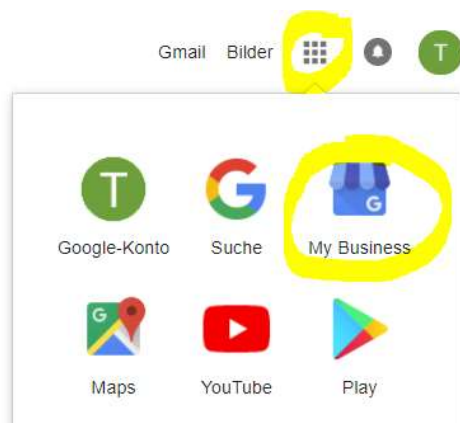 Gmail Bilder T
T G G
Google-Konto Suche My Business
G
Maps YouTube Play